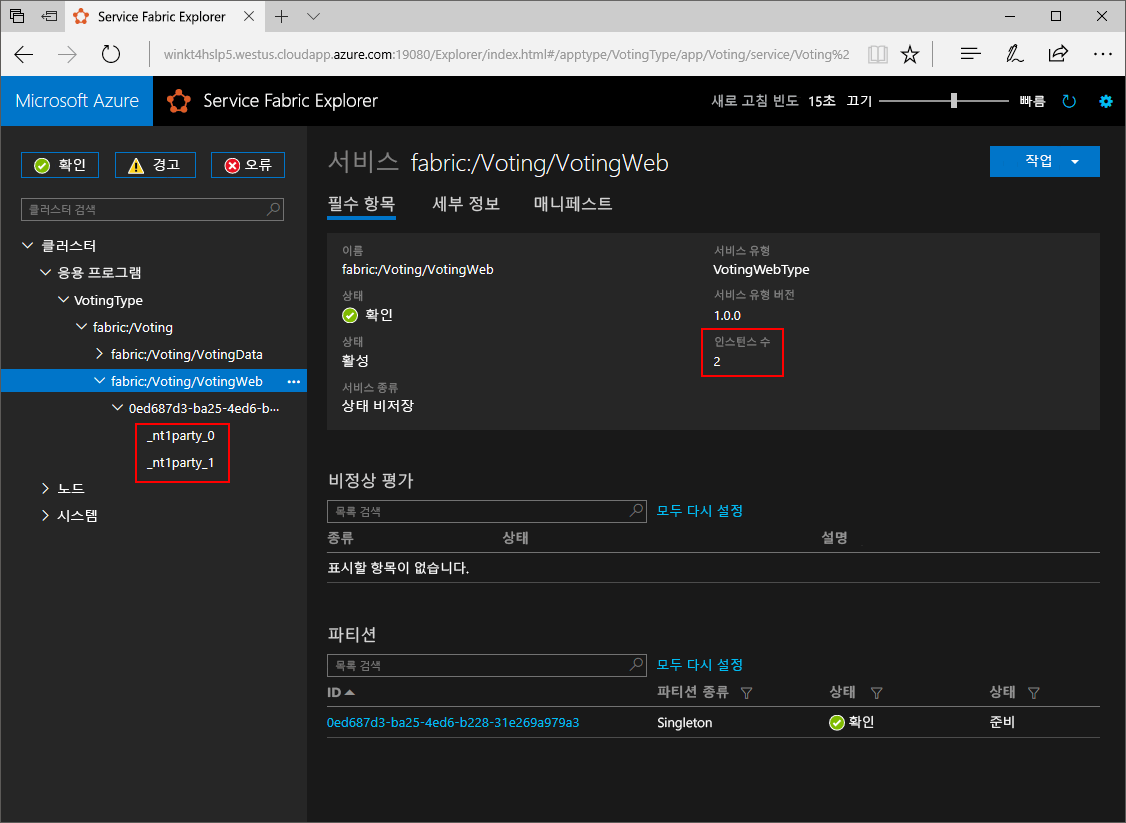 Service Fabric Explorer
winkt4hslp5.westus.cloudapp.azure.com:19080/Explorer/index.html#/apptype/VotingType/app/Voting/service/Voting%2
Microsoft Azure
Service Fabric Explorer
새로 고침 빈도 15초 끄기 빠름
확인 경고 오류
클러스터 검색
클러스터
응용 프로그램
VotingType
fabric:/Voting
fabric:/Voting/VotingData
fabric:/Voting/VotingWeb ...
0ed687d3-ba25-4ed6-b...
_nt1party_0
_nt1party_1
노드
시스템
서비스 fabric:/Voting/VotingWeb
작업
필수 항목 세부 정보 매니페스트
이름
fabric:/Voting/VotingWeb
상태
확인
상태
활성
서비스 종류
상태 비저장
서비스 유형
VotingWebType
서비스 유형 버전
1.0.0
인스턴스 수
2
비정상 평가
목록 검색 모두 다시 설정
종류 상태 설명
표시할 항목이 없습니다.
파티션
목록 검색 모두 다시 설정
ID 파티션 종류 상태 상태
0ed687d3-ba25-4ed6-b228-31e269a979a3 Singleton 확인 준비